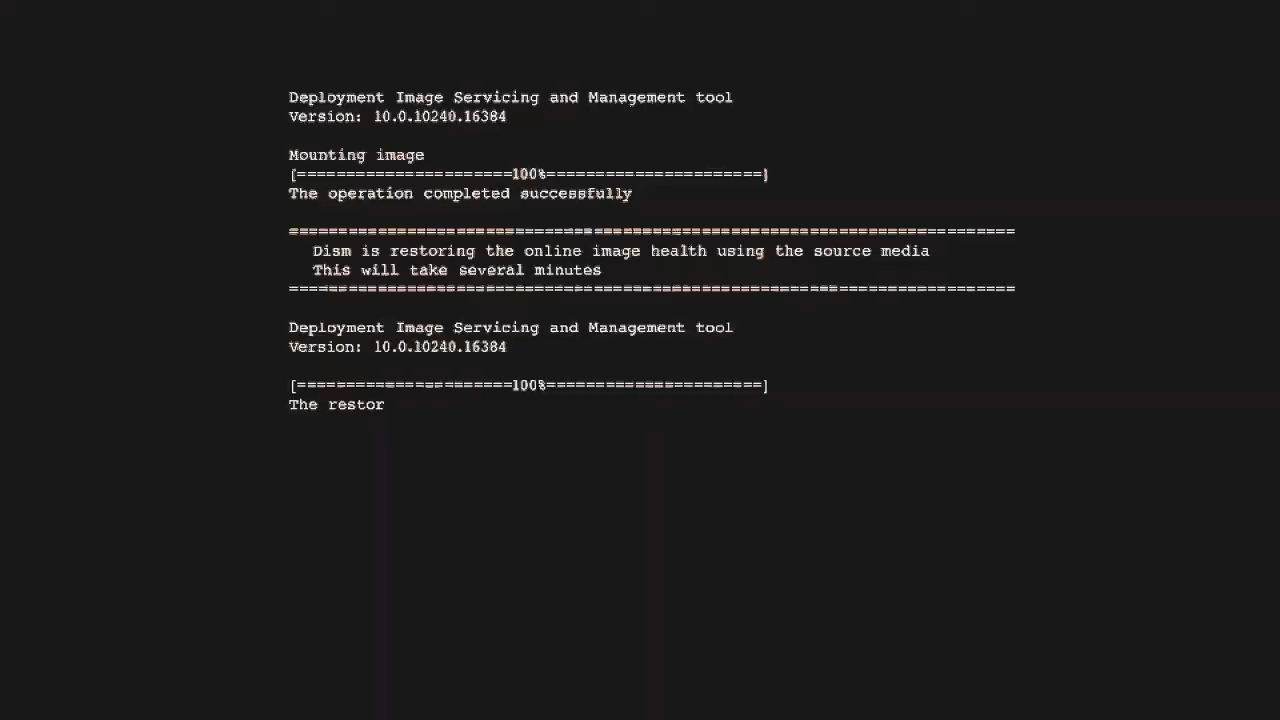 Deployment Image Servicing and Management tool
Version: 10.0.10240.16384
Mounting image
[======================100%======================]
The operation completed successfully
===========================================================================
Dism is restoring the online image health using the source media
This will take several minutes
===========================================================================
Deployment Image Servicing and Management tool
Version: 10.0.10240.16384
[======================100%======================]
The restor